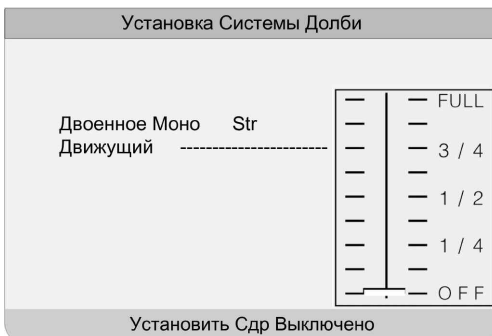 Установка Системы Долби
Двоенное Моно Str
Движущий ----------------------
FULL
3 / 4
1 / 2
1 / 4
OFF
Установить Сдр Выключено